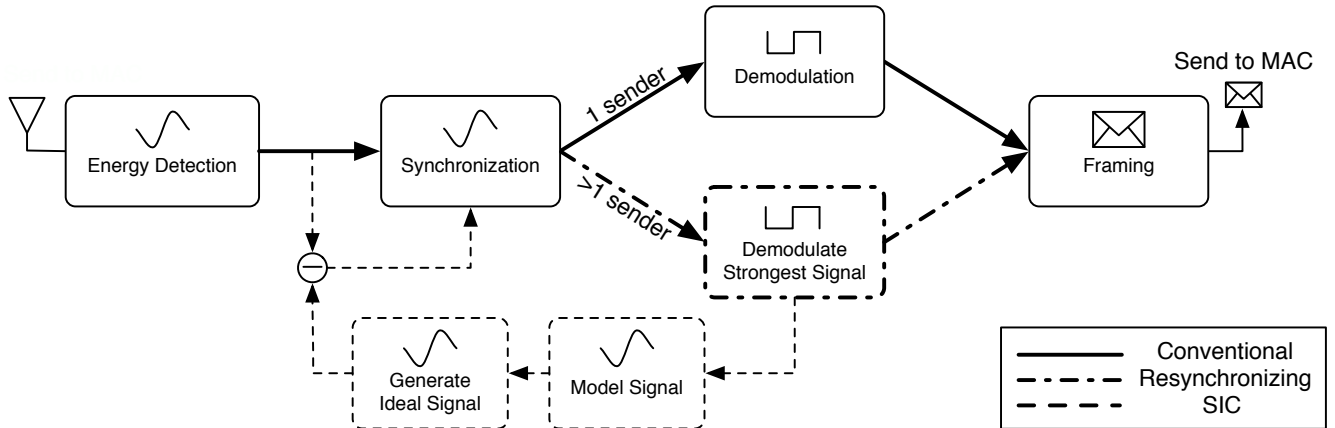 Energy Detection
Synchronization
1 sender
>1 sender
Demodulation
Demodulate
Strongest Signal
Framing
Send to MAC
Generate
Ideal Signal
Model Signal
Conventional
Resynchronizing
SIC